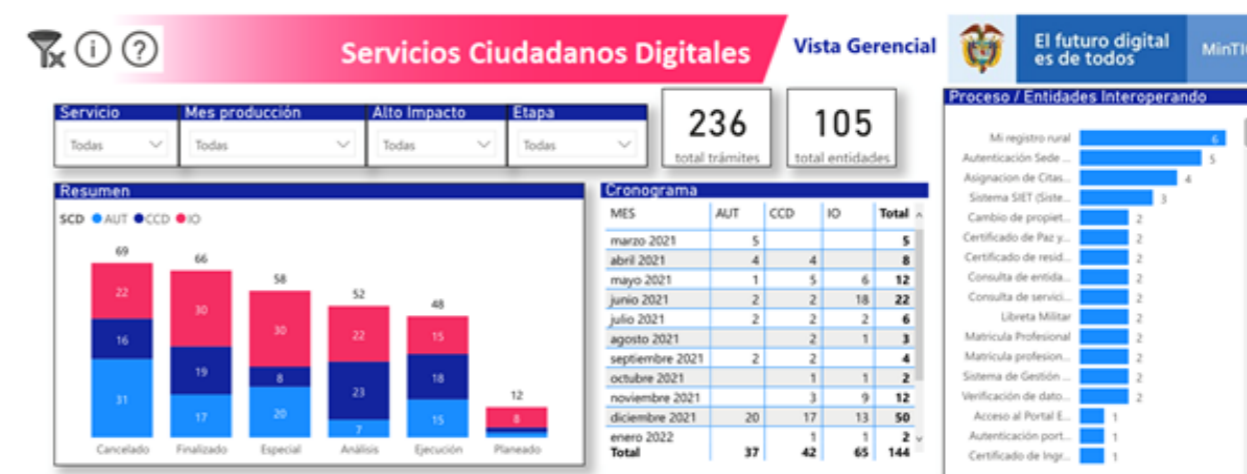 Servicios Ciudadanos Digitales
Vista Gerencial
El futuro digital
es de todos
MinTIC
Servicio
Mes producción
Alto Impacto
Etapa
Todas
Todas
Todas
Todas
236
total trámites
105
total entidades
Proceso / Entidades Interoperando
Resumen
SCD AUT CCD IO
69
66
58
52
48
12
22
30
30
22
15
8
16
19
8
23
18
31
17
20
7
15
Cancelado
Finalizado
Especial
Análisis
Ejecución
Planeado
Cronograma
MES AUT CCD IO Total
marzo 2021 5 5
abril 2021 4 4 8
mayo 2021 1 5 6 12
junio 2021 2 2 18 22
julio 2021 2 2 2 6
agosto 2021 2 1 3
septiembre 2021 2 2 4
octubre 2021 1 1 2
noviembre 2021 3 9 12
diciembre 2021 20 17 13 50
enero 2022 1 1 2
Total 37 42 65 144
Mi registro rural 6
Autenticación Sede ... 5
Asignacion de Citas... 4
Sistema SIET (Siste... 3
Cambio de propiet... 2
Certificado de Paz y... 2
Certificado de resid... 2
Consulta de entida... 2
Consulta de servici... 2
Libreta Militar 2
Matricula Profesional 2
Matricula profesion... 2
Sistema de Gestión ... 2
Verificación de dato... 2
Acceso al Portal E... 1
Autenticación port... 1
Certificado de Ingr... 1